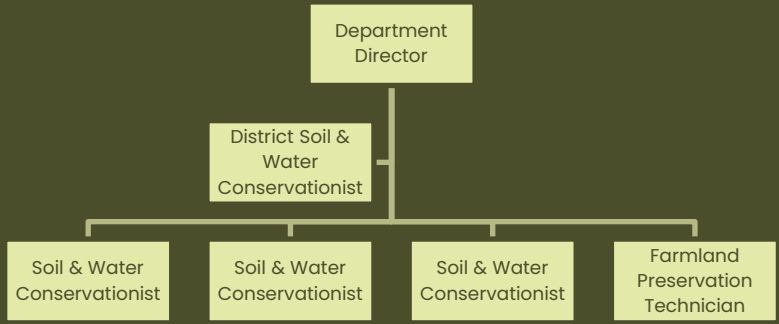 Department
Director
District Soil &
Water
Conservationist
Soil & Water
Conservationist
Soil & Water
Conservationist
Soil & Water
Conservationist
Farmland
Preservation
Technician